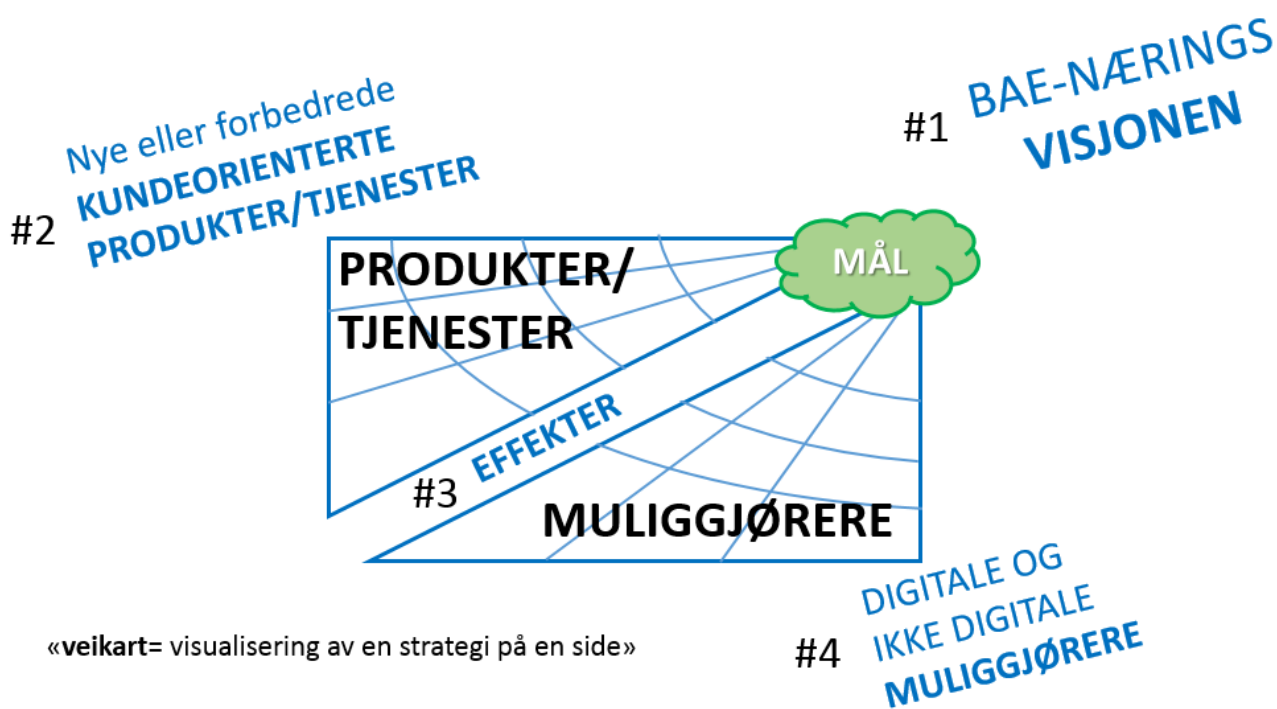 #1
BAE-NÆRINGS
VISJONEN
#2
Nye eller forbedrede
KUNDEORIENTERTE
PRODUKTER/TJENESTER
MÅL
PRODUKTER/
TJENESTER
#3
EFFEKTER
MULIGGJØRERE
#4
DIGITALE OG
IKKE DIGITALE
MULIGGJØRERE
«veikart= visualisering av en strategi på en side»